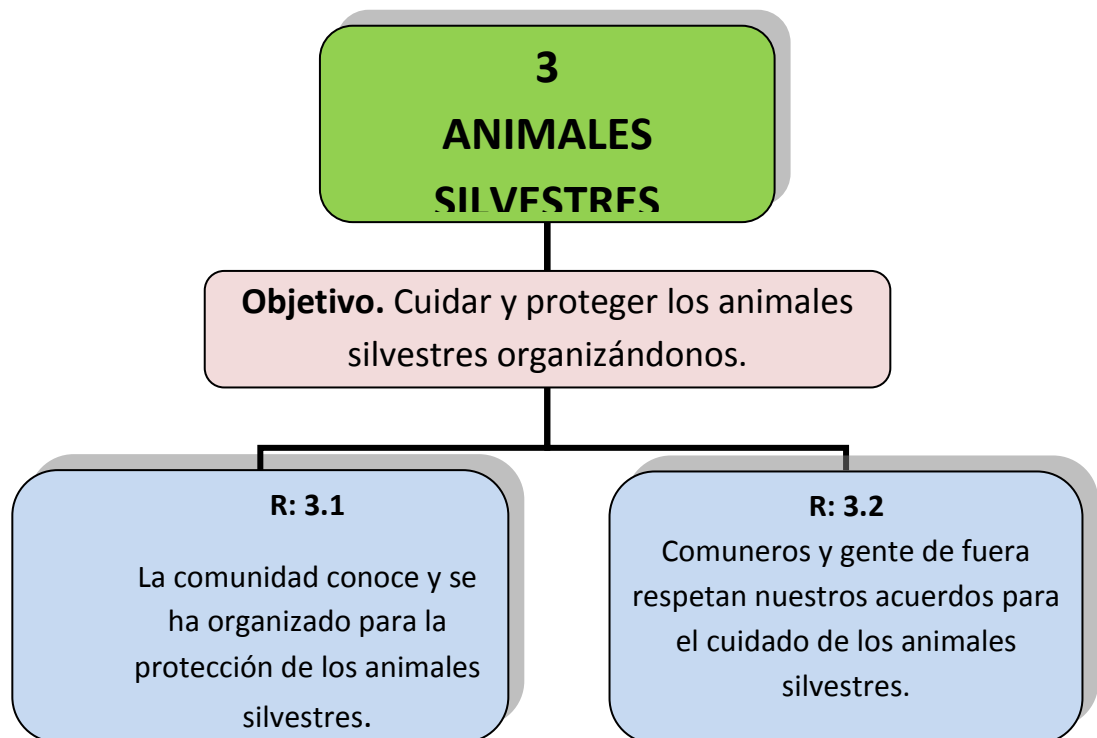 3
ANIMALES
SILVESTRES
Objetivo. Cuidar y proteger los animales
silvestres organizándonos.
R: 3.1
La comunidad conoce y se
ha organizado para la
protección de los animales
silvestres.
R: 3.2
Comuneros y gente de fuera
respetan nuestros acuerdos para
el cuidado de los animales
silvestres.